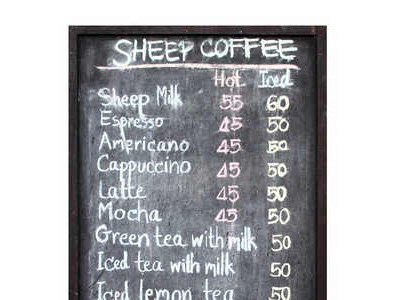 SHEEP COFFEE
Hot Iced
Sheep Milk 55 60
Espresso 45 50
Americano 45 50
Cappuccino 45 50
Latte 45 50
Mocha 45 50
Green tea with milk 50
Iced tea with milk 50
Iced lemon tea 50